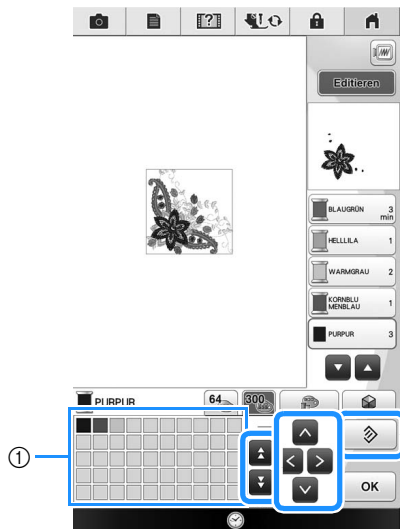 Editieren
BLAUGRÜN 3
min
HELLLILA 1
WARMGRAU 2
KORNBLU
MENBLAU 1
PURPUR 3
PURPUR
64
300
①
OK